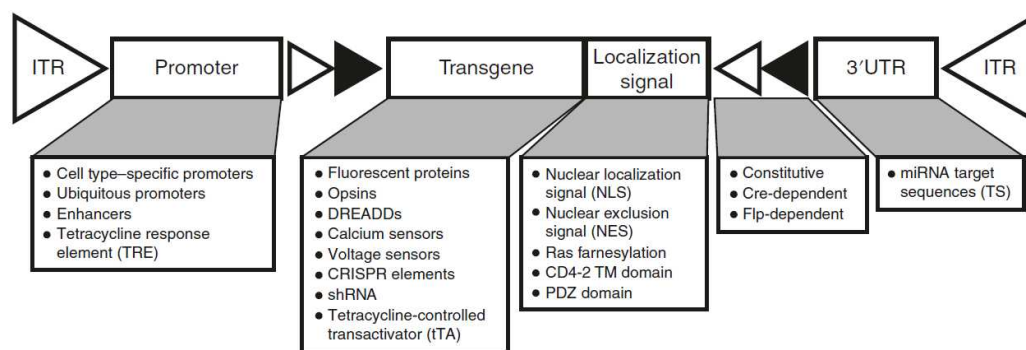 ITR
Promoter
Transgene
Localization
signal
3′UTR
ITR
● Cell type–specific promoters
● Ubiquitous promoters
● Enhancers
● Tetracycline response
element (TRE)
● Fluorescent proteins
● Opsins
● DREADDs
● Calcium sensors
● Voltage sensors
● CRISPR elements
● shRNA
● Tetracycline-controlled
transactivator (tTA)
● Nuclear localization
signal (NLS)
● Nuclear exclusion
signal (NES)
● Ras farnesylation
● CD4-2 TM domain
● PDZ domain
● Constitutive
● Cre-dependent
● Flp-dependent
● miRNA target
sequences (TS)